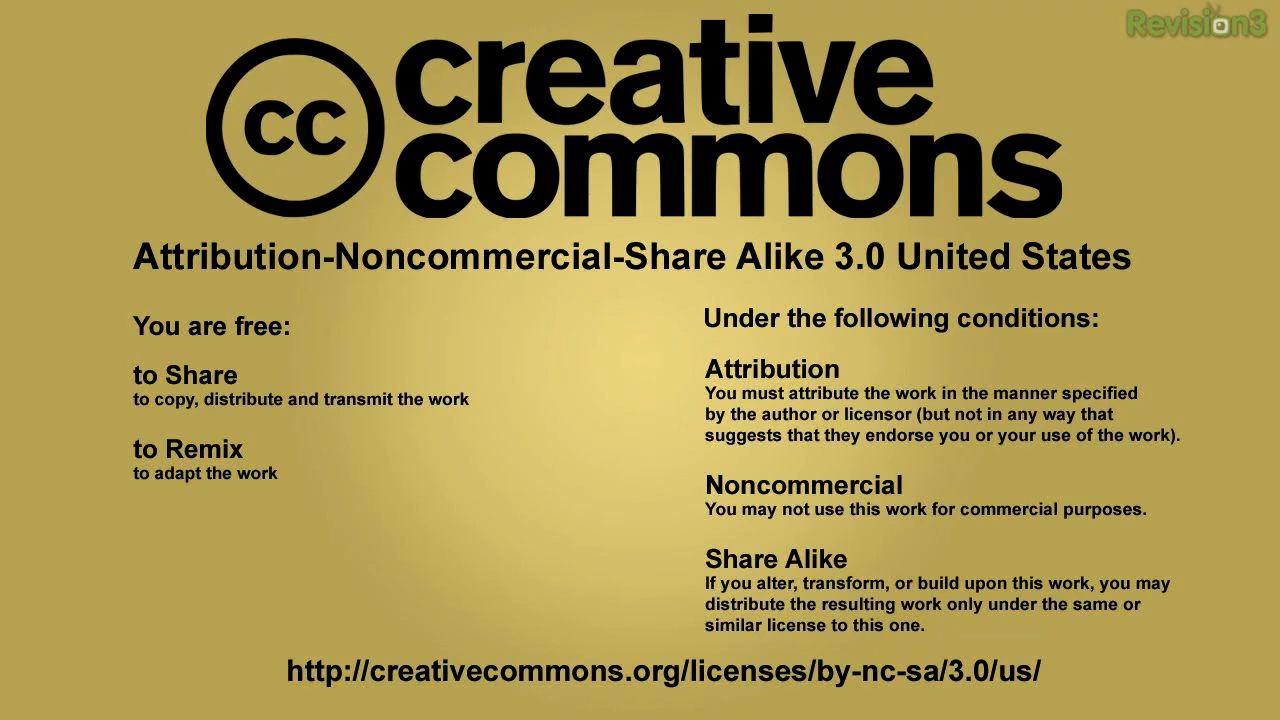 Revision3
cc creative
commons
Attribution-Noncommercial-Share Alike 3.0 United States
You are free:
to Share
to copy, distribute and transmit the work
to Remix
to adapt the work
Under the following conditions:
Attribution
You must attribute the work in the manner specified
by the author or licensor (but not in any way that
suggests that they endorse you or your use of the work).
Noncommercial
You may not use this work for commercial purposes.
Share Alike
If you alter, transform, or build upon this work, you may
distribute the resulting work only under the same or
similar license to this one.
http://creativecommons.org/licenses/by-nc-sa/3.0/us/